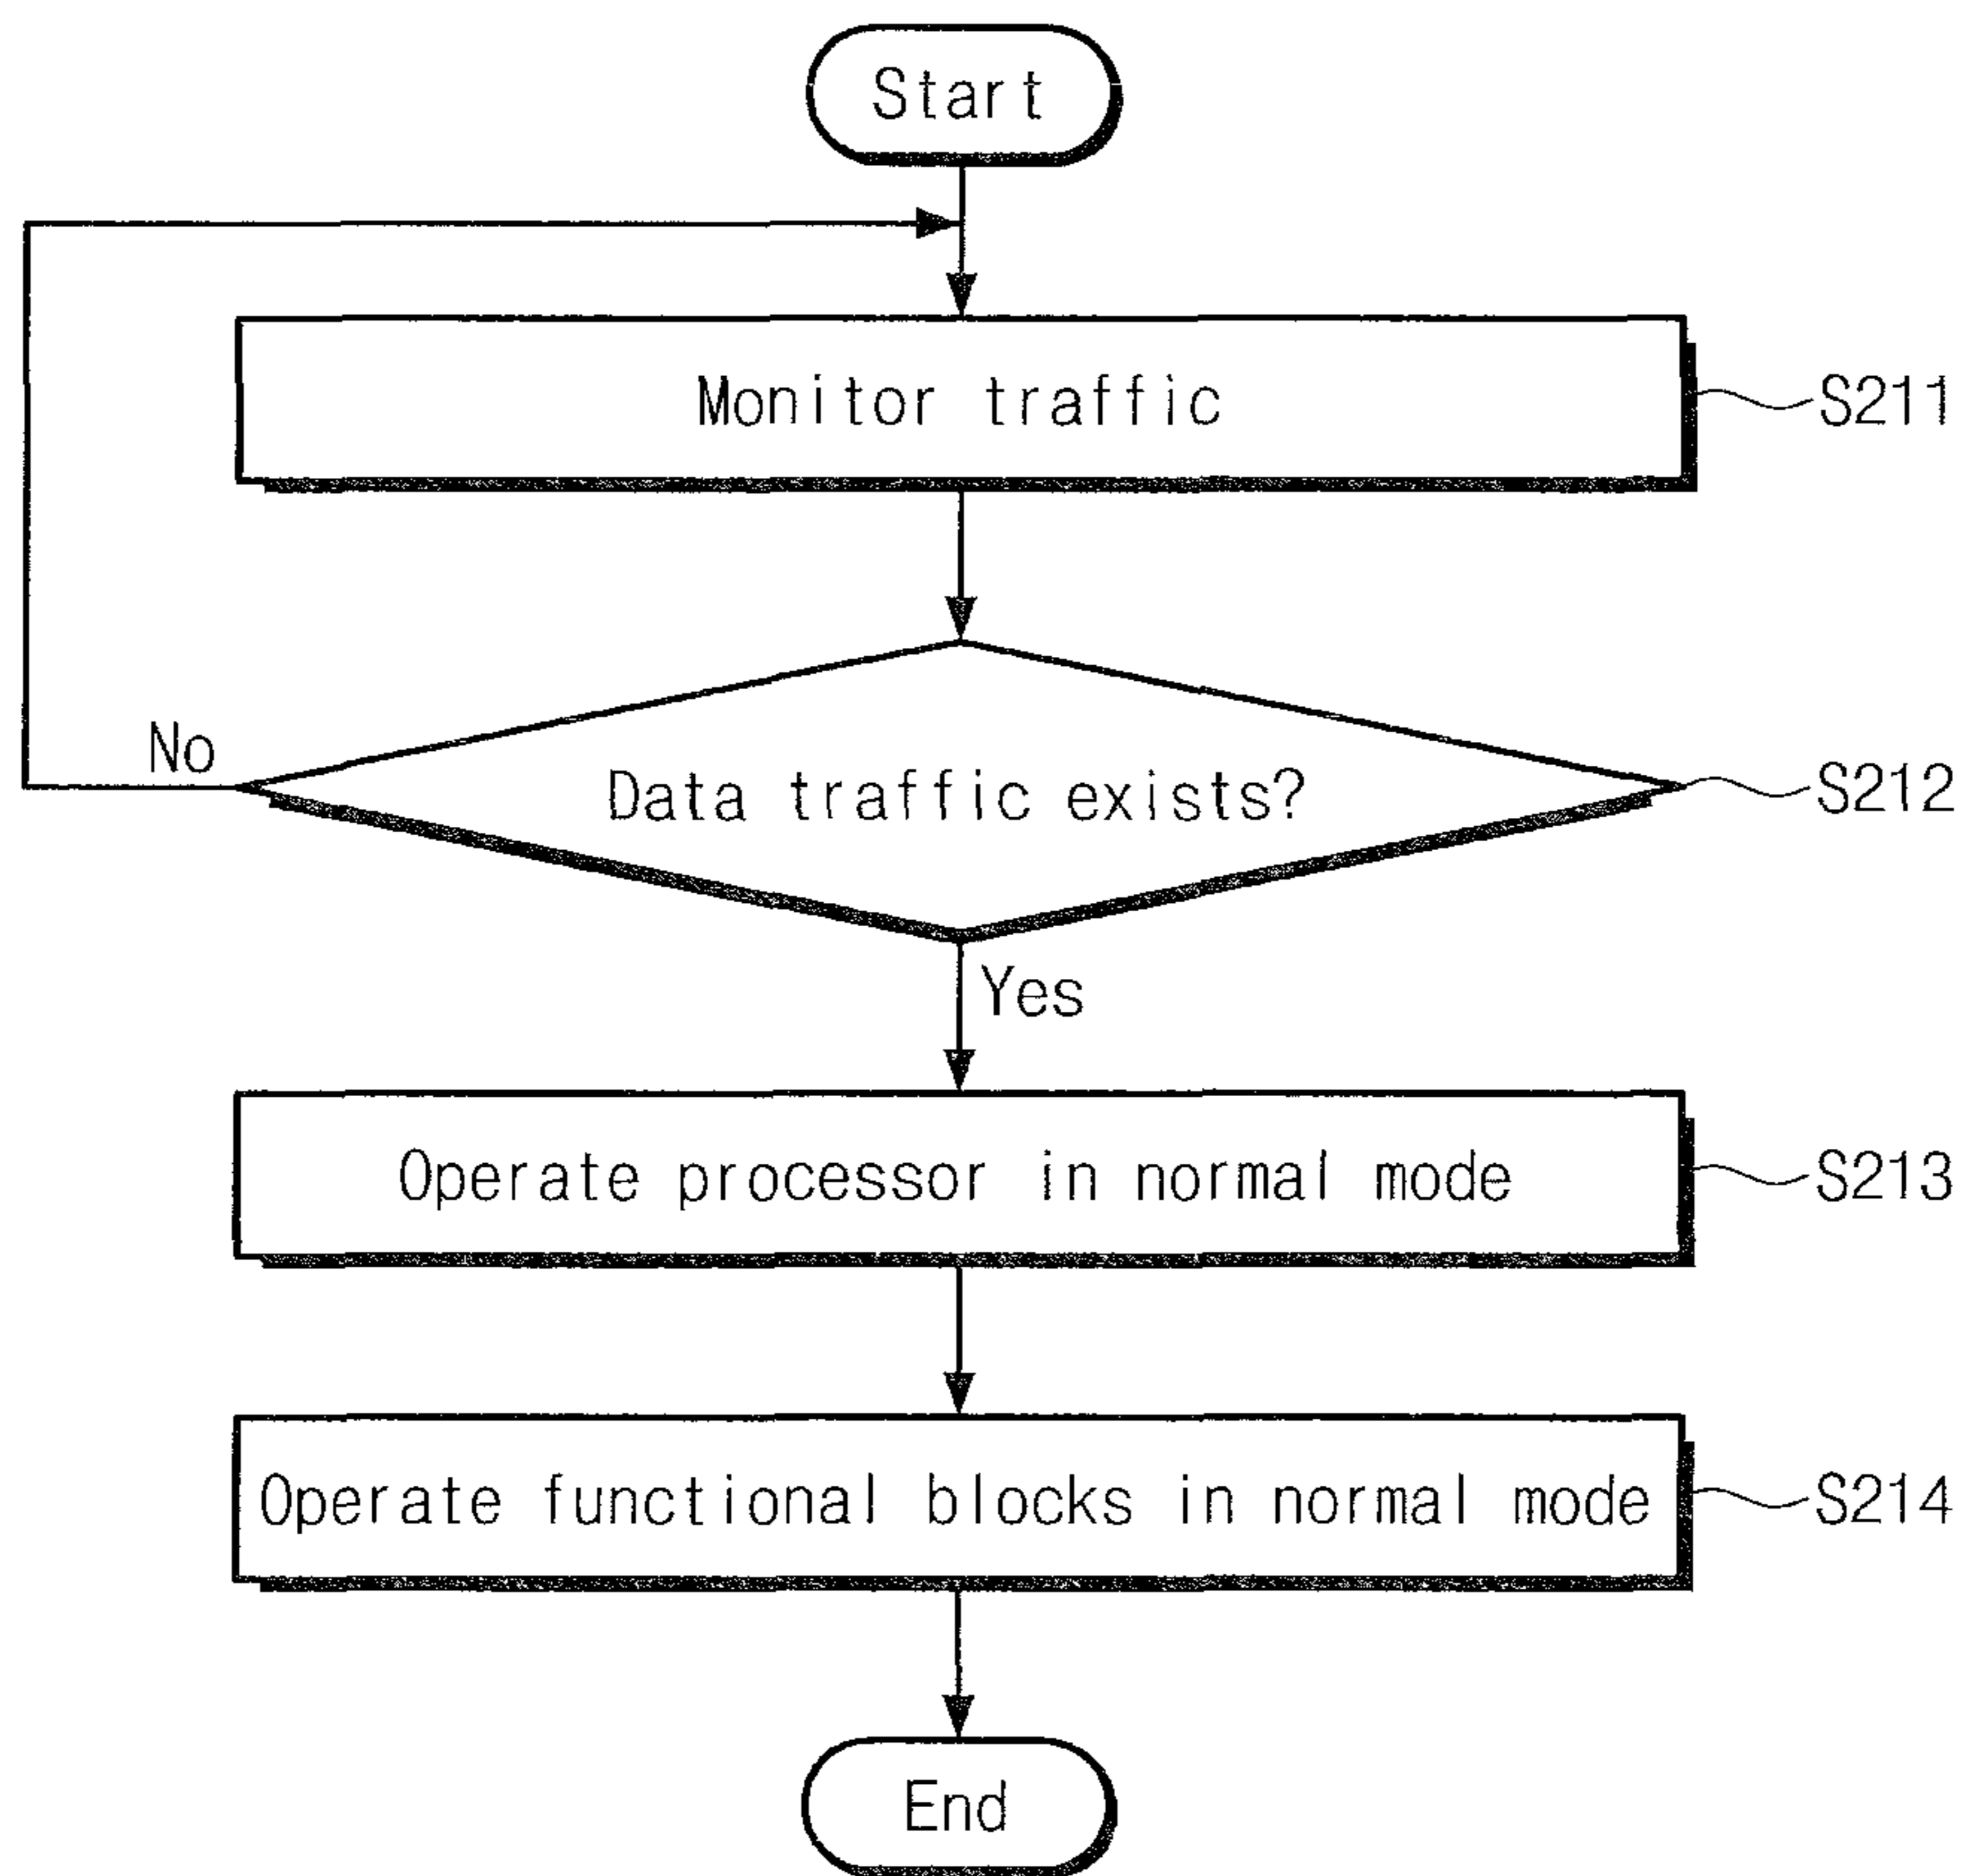 Start
Monitor traffic
S211
No
Data traffic exists?
S212
Yes
Operate processor in normal mode
S213
Operate functional blocks in normal mode
S214
End